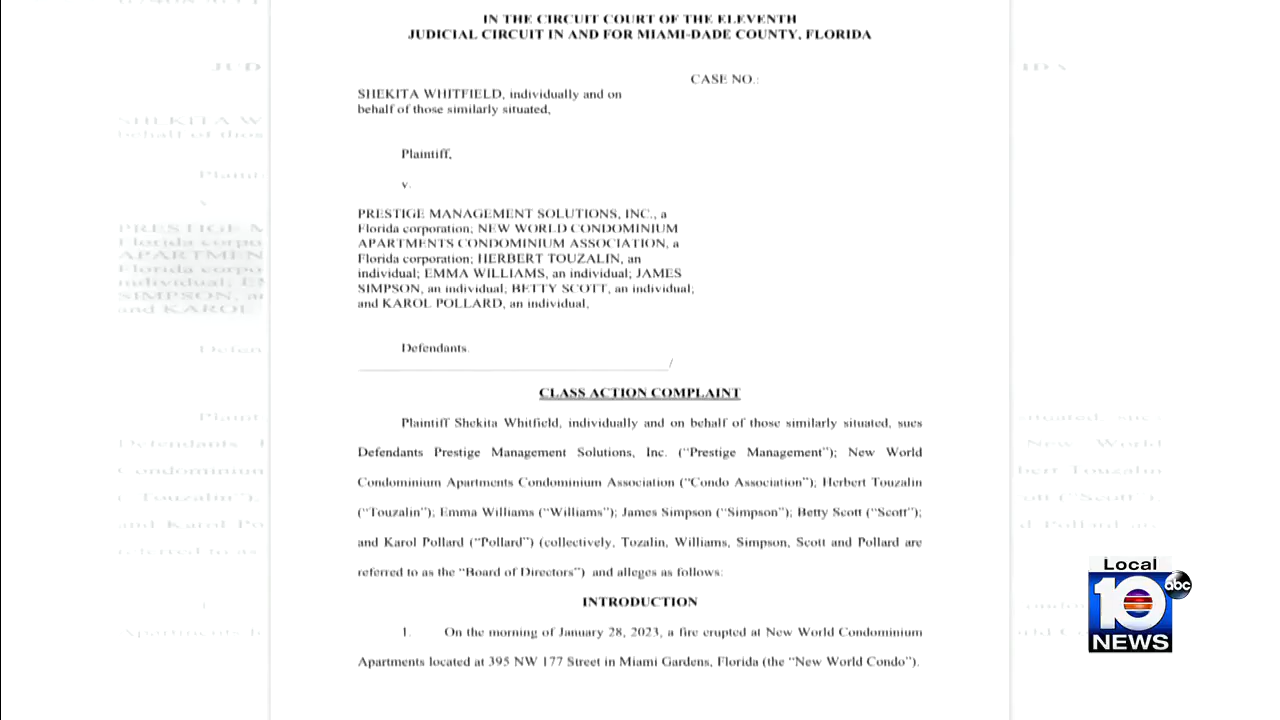 IN THE CIRCUIT COURT OF THE ELEVENTH
JUDICIAL CIRCUIT IN AND FOR MIAMI-DADE COUNTY, FLORIDA
CASE NO.:
SHEKITA WHITFIELD, individually and on
behalf of those similarly situated,
Plaintiff,
v.
PRESTIGE MANAGEMENT SOLUTIONS, INC., a
Florida corporation; NEW WORLD CONDOMINIUM
APARTMENTS CONDOMINIUM ASSOCIATION, a
Florida corporation; HERBERT TOUZALIN, an
individual; EMMA WILLIAMS, an individual; JAMES
SIMPSON, an individual; BETTY SCOTT, an individual;
and KAROL POLLARD, an individual,
Defendants.
/
CLASS ACTION COMPLAINT
Plaintiff Shekita Whitfield, individually and on behalf of those similarly situated, sues
Defendants Prestige Management Solutions, Inc. (“Prestige Management”); New World
Condominium Apartments Condominium Association (“Condo Association”); Herbert Touzalin
(“Touzalin”); Emma Williams (“Williams”); James Simpson (“Simpson”); Betty Scott (“Scott”);
and Karol Pollard (“Pollard”) (collectively, Tozalin, Williams, Simpson, Scott and Pollard are
referred to as the “Board of Directors”) and alleges as follows:
INTRODUCTION
1. On the morning of January 28, 2023, a fire erupted at New World Condominium
Apartments located at 395 NW 177 Street in Miami Gardens, Florida (the “New World Condo”).
Local
10
abc
NEWS